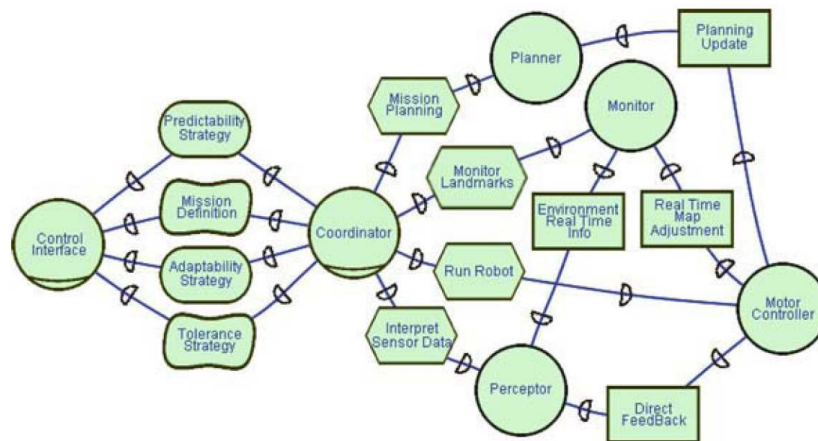 Planner
Planning
Update
Mission
Planning
Monitor
Predictability
Strategy
Monitor
Landmarks
Mission
Definition
Environment
Real Time
Info
Real Time
Map
Adjustment
Control
Interface
Coordinator
Adaptability
Strategy
Run Robot
Motor
Controller
Tolerance
Strategy
Interpret
Sensor Data
Perceptor
Direct
FeedBack